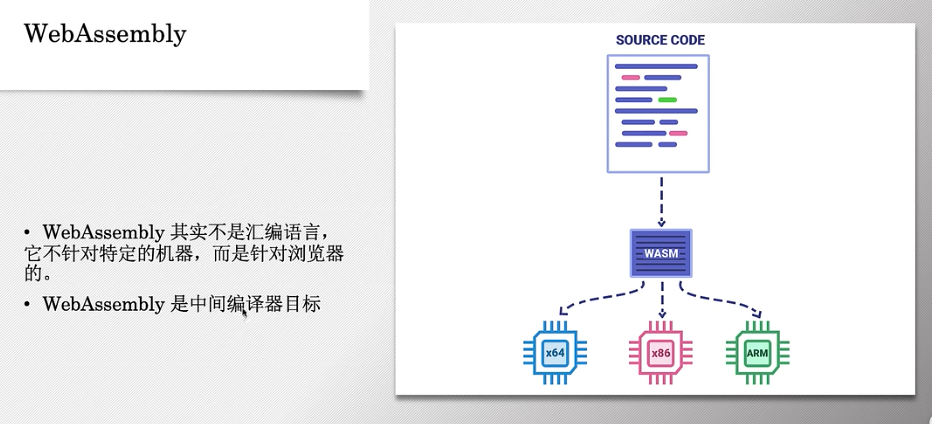 WebAssembly
• WebAssembly 其实不是汇编语言，
它不针对特定的机器，而是针对浏览器
的。
• WebAssembly 是中间编译器目标
SOURCE CODE
WASM
x64
x86
ARM